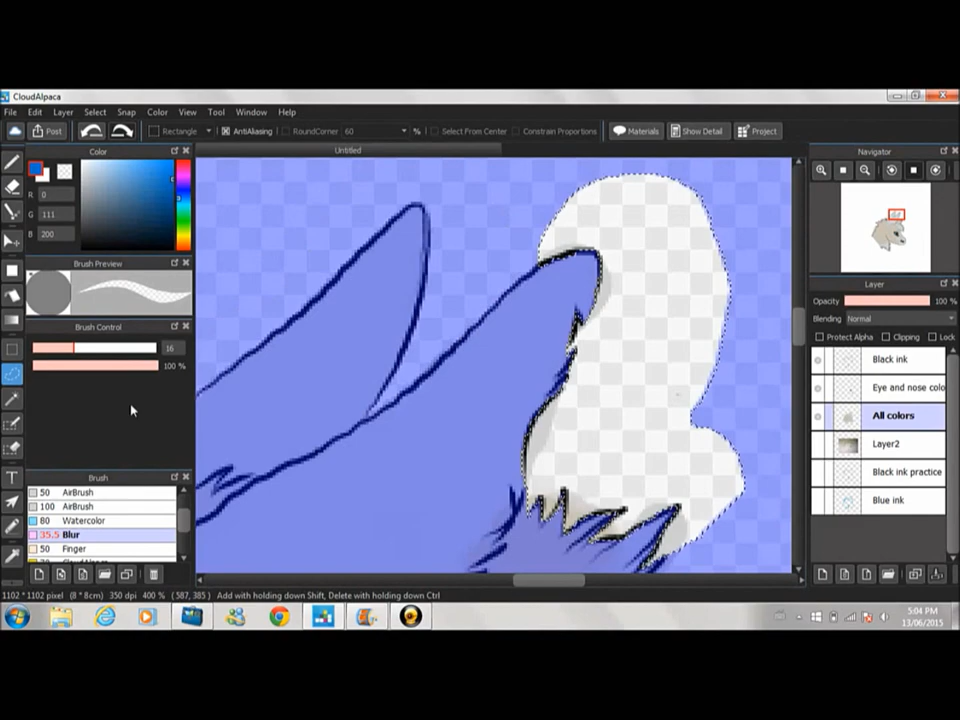 CloudAlpaca
File Edit Layer Select Snap Color View Tool Window Help
Post Rectangle AntiAliasing RoundCorner 60 % Select From Center Constrain Proportions Materials Show Detail Project
Color
Untitled
Navigator
R 0
G 111
B 200
Brush Preview
Layer
Opacity 100 %
Blending Normal
Brush Control
Protect Alpha Clipping Lock
16
100 %
Black ink
Eye and nose colo
All colors
Layer2
Black ink practice
Blue ink
Brush
50 AirBrush
100 AirBrush
80 Watercolor
35.5 Blur
50 Finger
1102 * 1102 pixel (8 * 8cm) 350 dpi 400 % (587, 385) Add with holding down Shift, Delete with holding down Ctrl
5:04 PM
13/06/2015